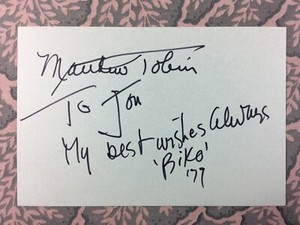 Matthew Tobin
To Jon
My best wishes Always
'Biko'
'77